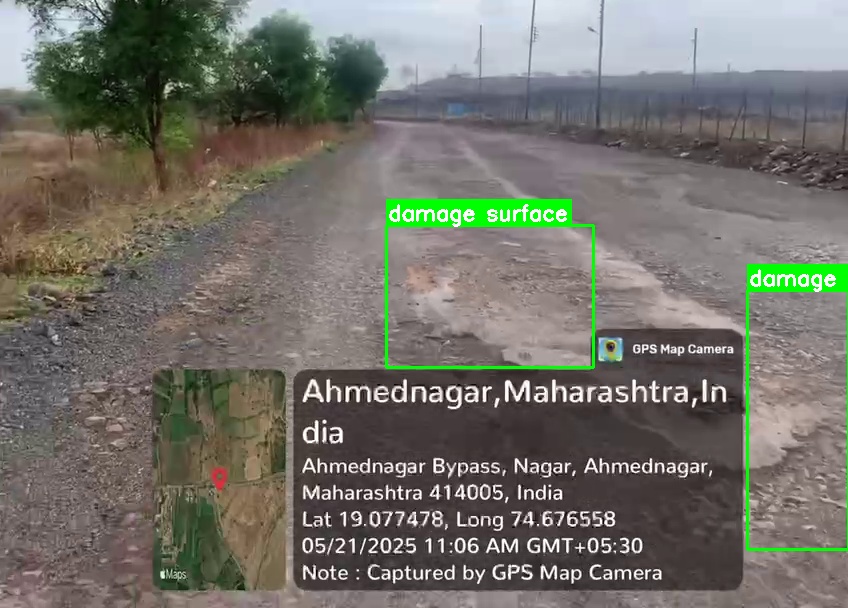 damage surface
damage
GPS Map Camera
Ahmednagar,Maharashtra,In
dia
Ahmednagar Bypass, Nagar, Ahmednagar,
Maharashtra 414005, India
Lat 19.077478, Long 74.676558
05/21/2025 11:06 AM GMT+05:30
Note : Captured by GPS Map Camera
Maps